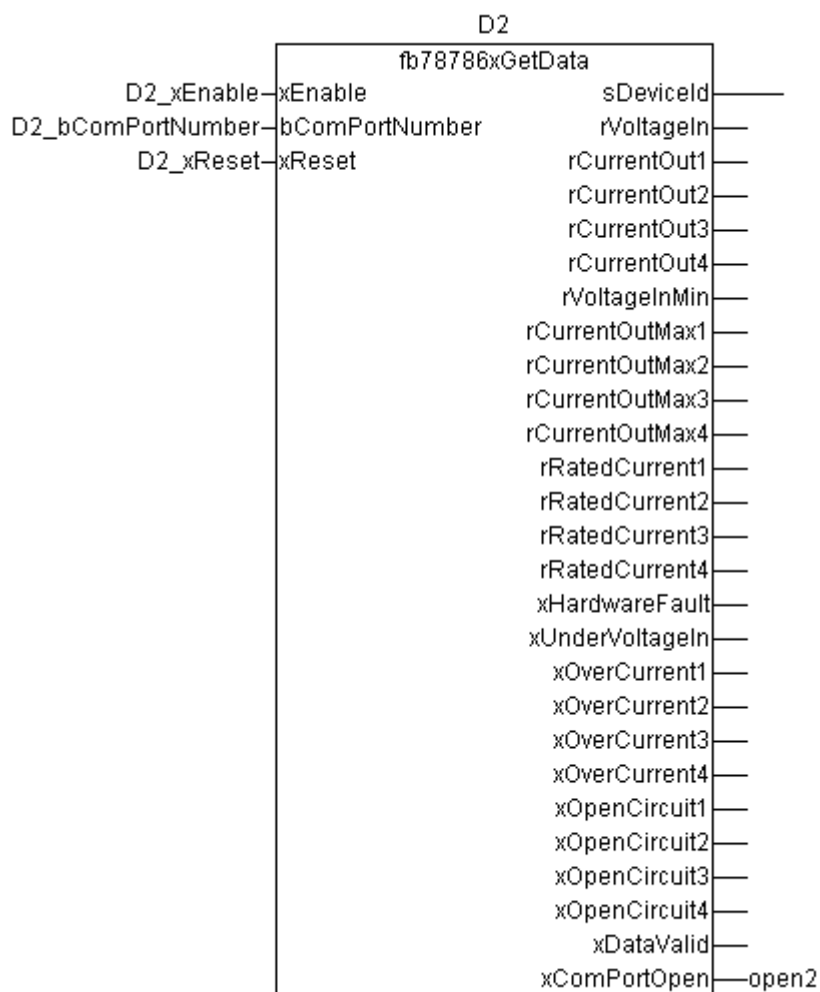 D2
fb78786xGetData
D2_xEnable xEnable sDeviceId
D2_bComPortNumber bComPortNumber rVoltageIn
D2_xReset xReset rCurrentOut1
rCurrentOut2
rCurrentOut3
rCurrentOut4
rVoltageInMin
rCurrentOutMax1
rCurrentOutMax2
rCurrentOutMax3
rCurrentOutMax4
rRatedCurrent1
rRatedCurrent2
rRatedCurrent3
rRatedCurrent4
xHardwareFault
xUnderVoltageIn
xOverCurrent1
xOverCurrent2
xOverCurrent3
xOverCurrent4
xOpenCircuit1
xOpenCircuit2
xOpenCircuit3
xOpenCircuit4
xDataValid
xComPortOpen open2